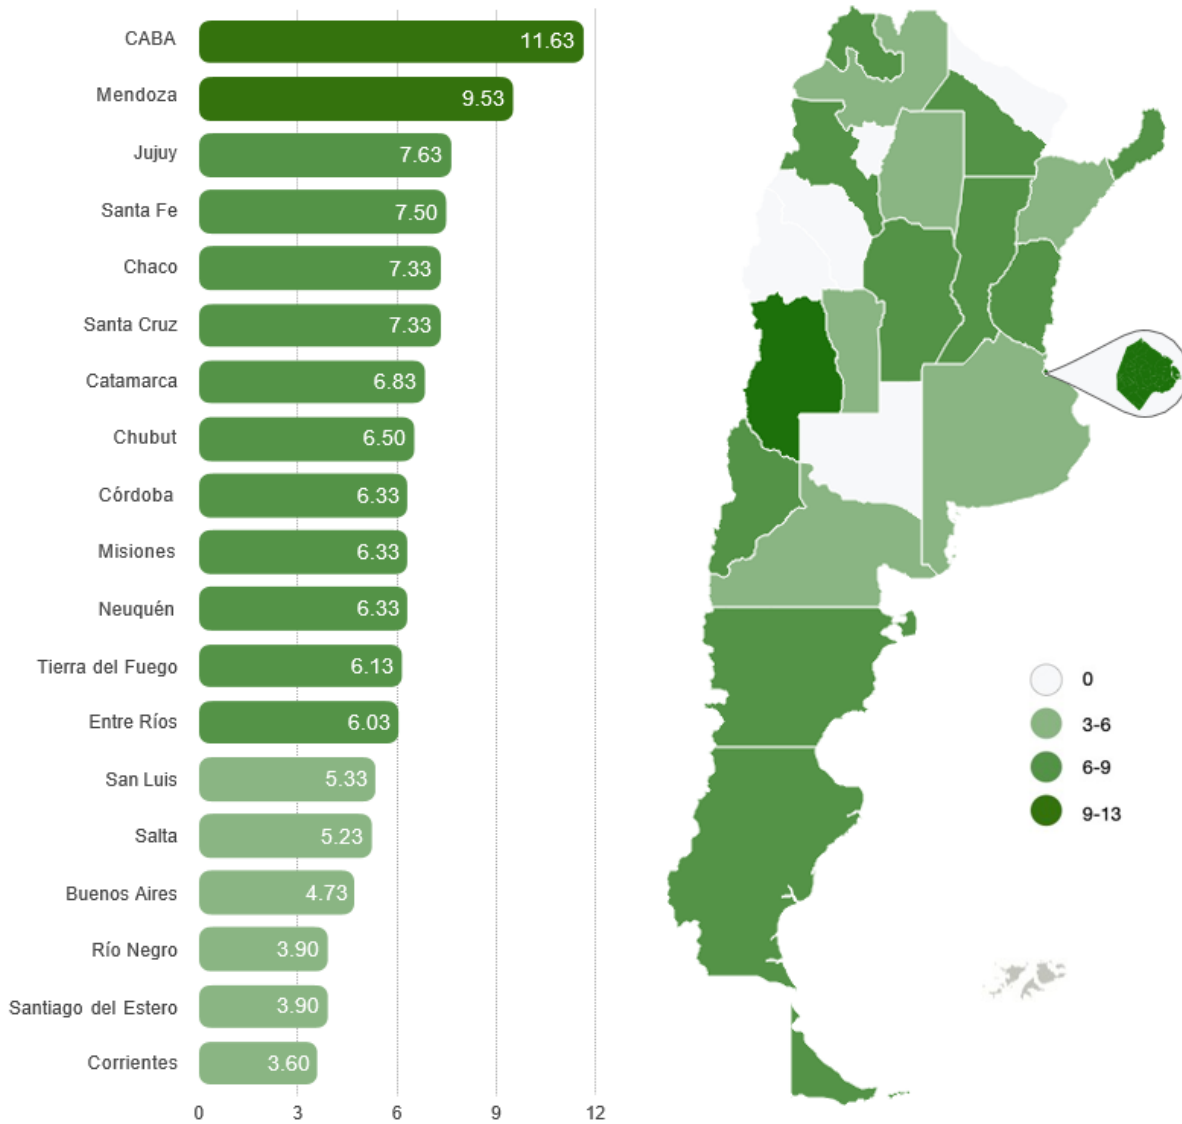 CABA 11.63
Mendoza 9.53
Jujuy 7.63
Santa Fe 7.50
Chaco 7.33
Santa Cruz 7.33
Catamarca 6.83
Chubut 6.50
Córdoba 6.33
Misiones 6.33
Neuquén 6.33
Tierra del Fuego 6.13
Entre Ríos 6.03
San Luis 5.33
Salta 5.23
Buenos Aires 4.73
Río Negro 3.90
Santiago del Estero 3.90
Corrientes 3.60
0 3 6 9 12
0
3-6
6-9
9-13